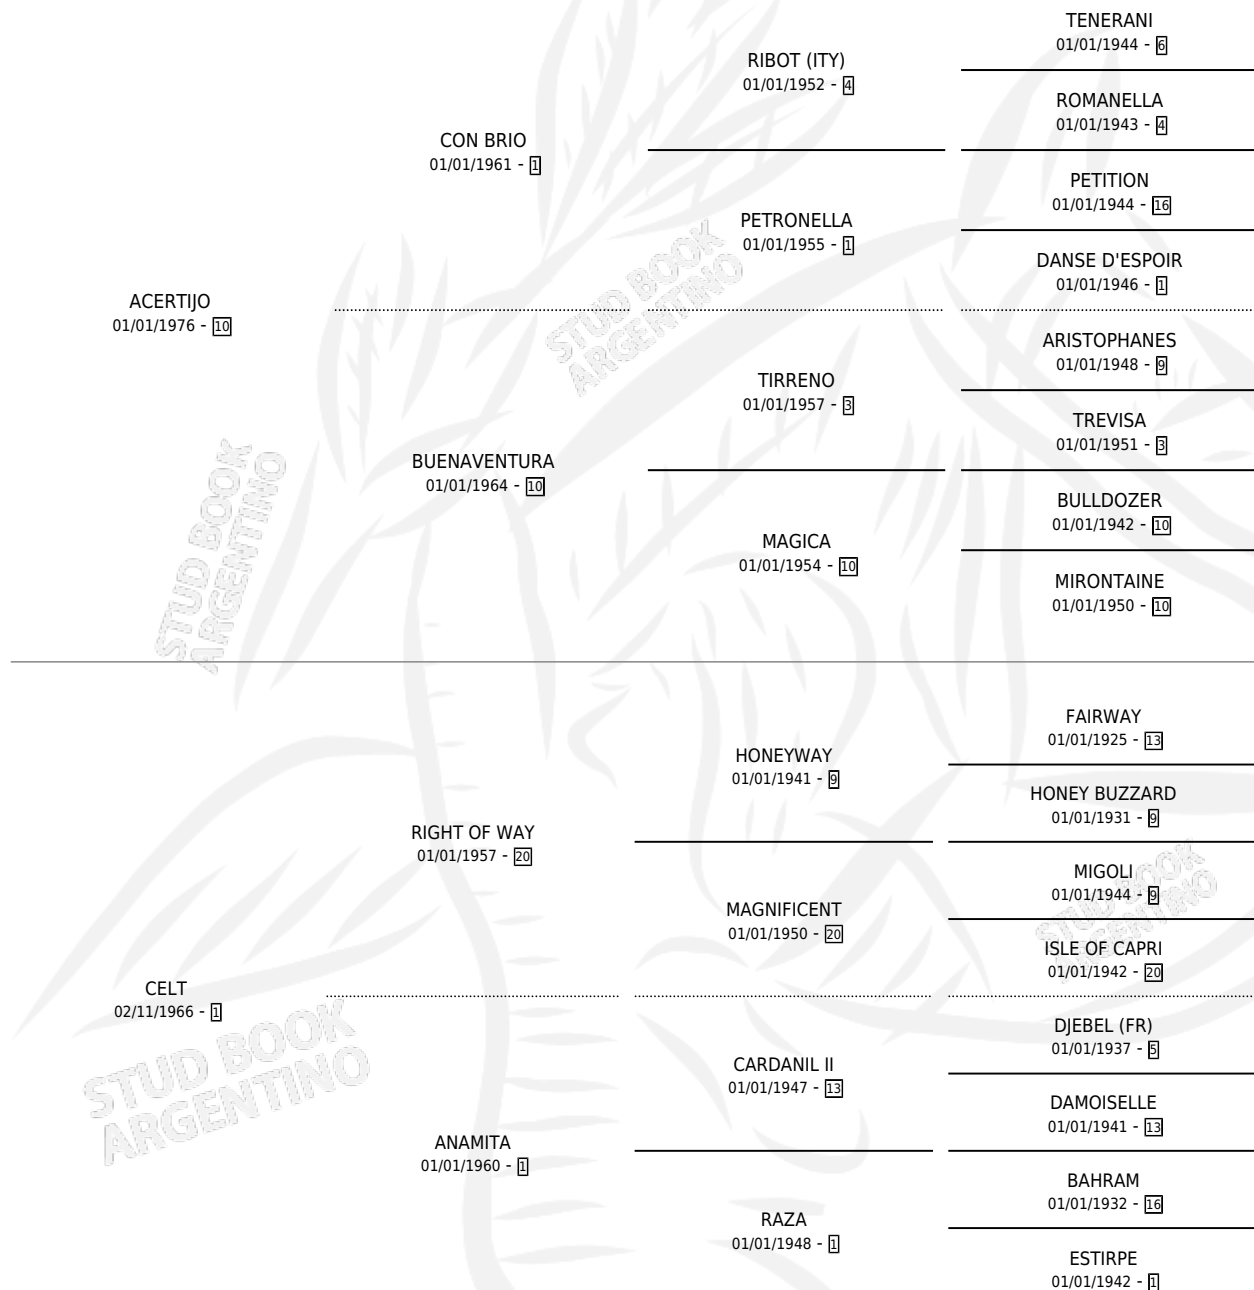 TENERANI
01/01/1944 - 6
RIBOT (ITY)
01/01/1952 - 4
ROMANELLA
01/01/1943 - 4
CON BRIO
01/01/1961 - 1
PETITION
01/01/1944 - 16
PETRONELLA
01/01/1955 - 1
DANSE D'ESPOIR
01/01/1946 - 1
ACERTIJO
01/01/1976 - 10
STUD BOOK
ARGENTINO
ARISTOPHANES
01/01/1948 - 9
TIRRENO
01/01/1957 - 3
TREVISA
01/01/1951 - 3
BUENAVENTURA
01/01/1964 - 10
BULLDOZER
01/01/1942 - 10
MAGICA
01/01/1954 - 10
MIRONTAINE
01/01/1950 - 10
STUD BOOK
ARGENTINO
FAIRWAY
01/01/1925 - 13
HONEYWAY
01/01/1941 - 9
HONEY BUZZARD
01/01/1931 - 9
RIGHT OF WAY
01/01/1957 - 20
MIGOLI
01/01/1944 - 9
MAGNIFICENT
01/01/1950 - 20
STUD BOOK
ARGENTINO
ISLE OF CAPRI
01/01/1942 - 20
CELT
02/11/1966 - 1
DJEBEL (FR)
01/01/1937 - 5
CARDANIL II
01/01/1947 - 13
STUD BOOK
ARGENTINO
DAMOISELLE
01/01/1941 - 13
ANAMITA
01/01/1960 - 1
BAHRAM
01/01/1932 - 16
RAZA
01/01/1948 - 1
ESTIRPE
01/01/1942 - 1